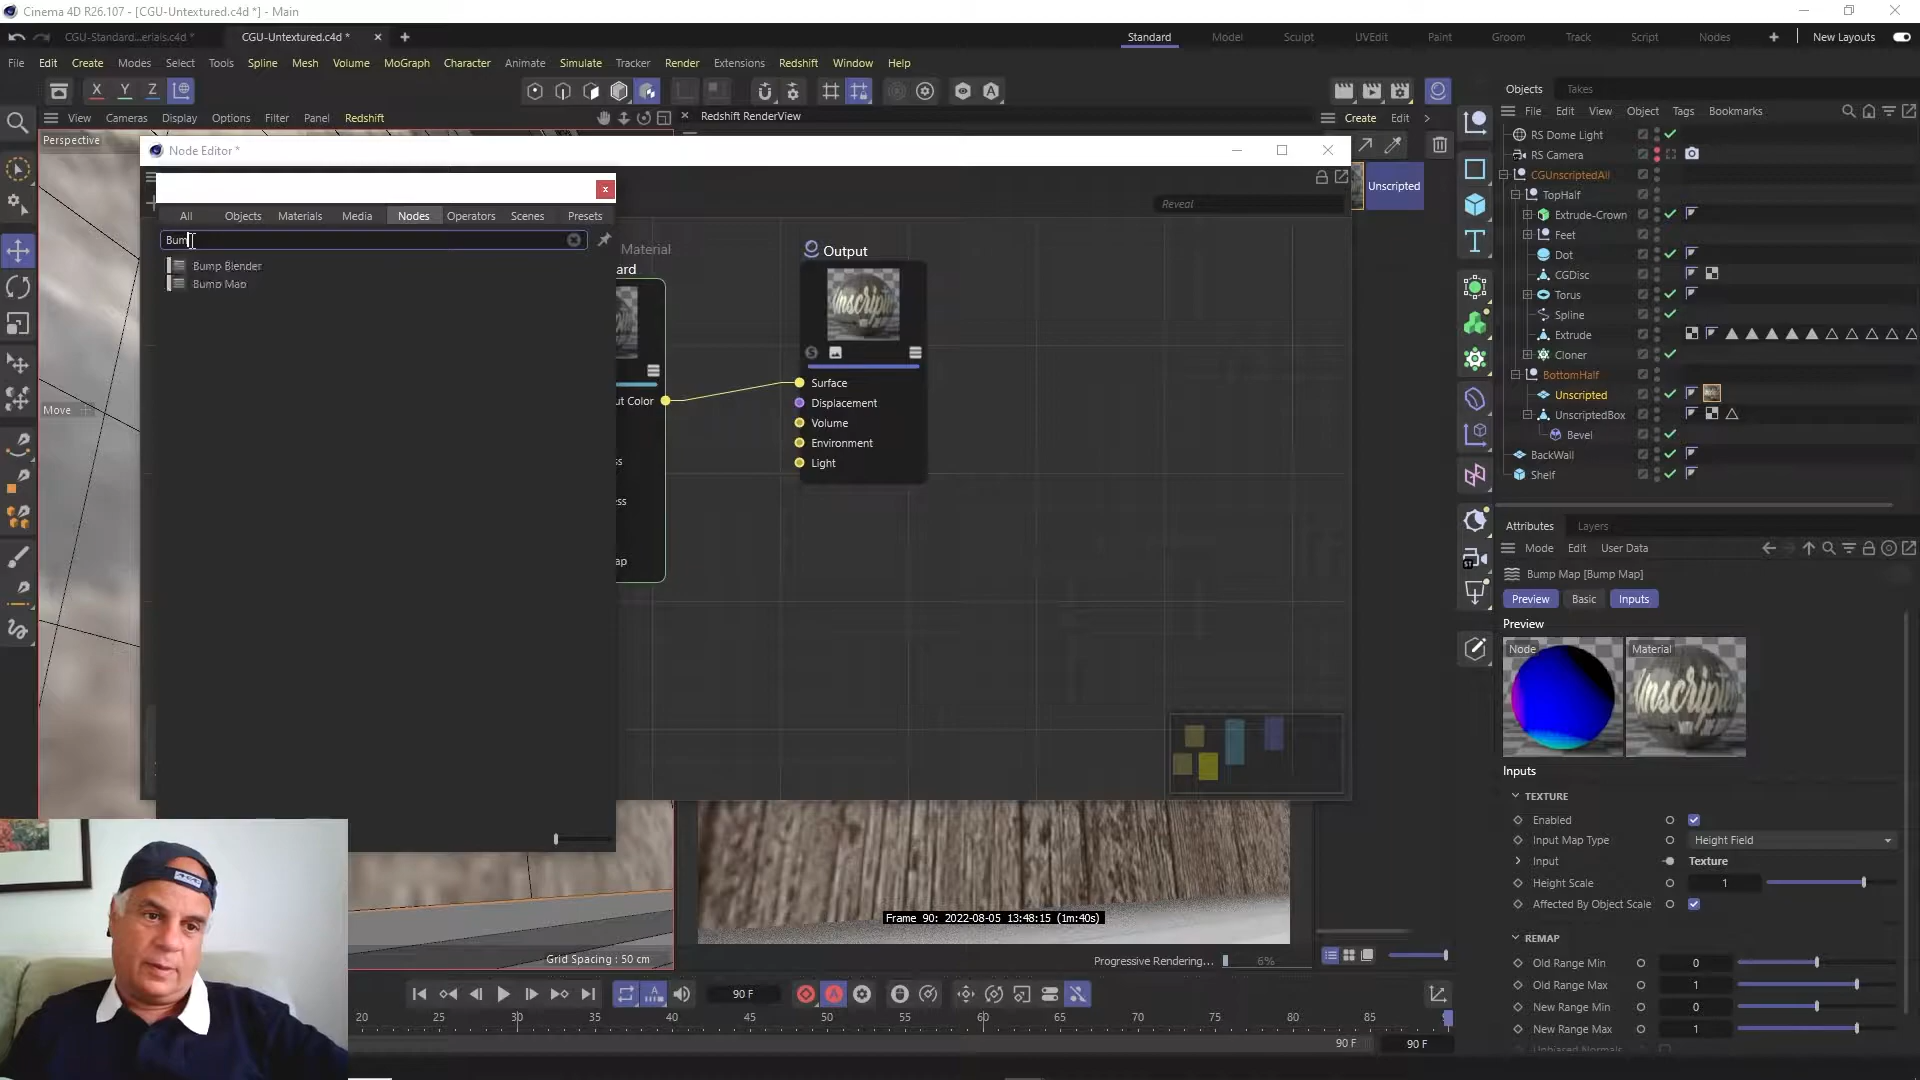 Cinema 4D R26.107 - [CGU-Untextured.c4d *] - Main
CGU-Standard...erials.c4d *
CGU-Untextured.c4d *
Standard Model Sculpt UVEdit Paint Groom Track Script Nodes New Layouts
File Edit Create Modes Select Tools Spline Mesh Volume MoGraph Character Animate Simulate Tracker Render Extensions Redshift Window Help
X Y Z
Objects Takes
View Cameras Display Options Filter Panel Redshift
Redshift RenderView
Create Edit
File Edit View Object Tags Bookmarks
Perspective
Node Editor *
Unscripted
Reveal
All Objects Materials Media Nodes Operators Scenes Presets
Bum
Bump Blender
Bump Map
Material
ard
ut Color
ss
ess
ap
Output
Surface
Displacement
Volume
Environment
Light
Move
RS Dome Light
RS Camera
CGUnscriptedAll
TopHalf
Extrude-Crown
Feet
Dot
CGDisc
Torus
Spline
Extrude
Cloner
BottomHalf
Unscripted
UnscriptedBox
Bevel
BackWall
Shelf
Attributes Layers
Mode Edit User Data
Bump Map [Bump Map]
Preview Basic Inputs
Preview
Node
Material
Inputs
TEXTURE
Enabled
Input Map Type Height Field
Input Texture
Height Scale 1
Affected By Object Scale
REMAP
Old Range Min 0
Old Range Max 1
New Range Min 0
New Range Max 1
Frame 90: 2022-08-05 13:48:15 (1m:40s)
Grid Spacing : 50 cm
Progressive Rendering... 6%
90 F
20 25 30 35 40 45 50 55 60 65 70 75 80 85
90 F 90 F